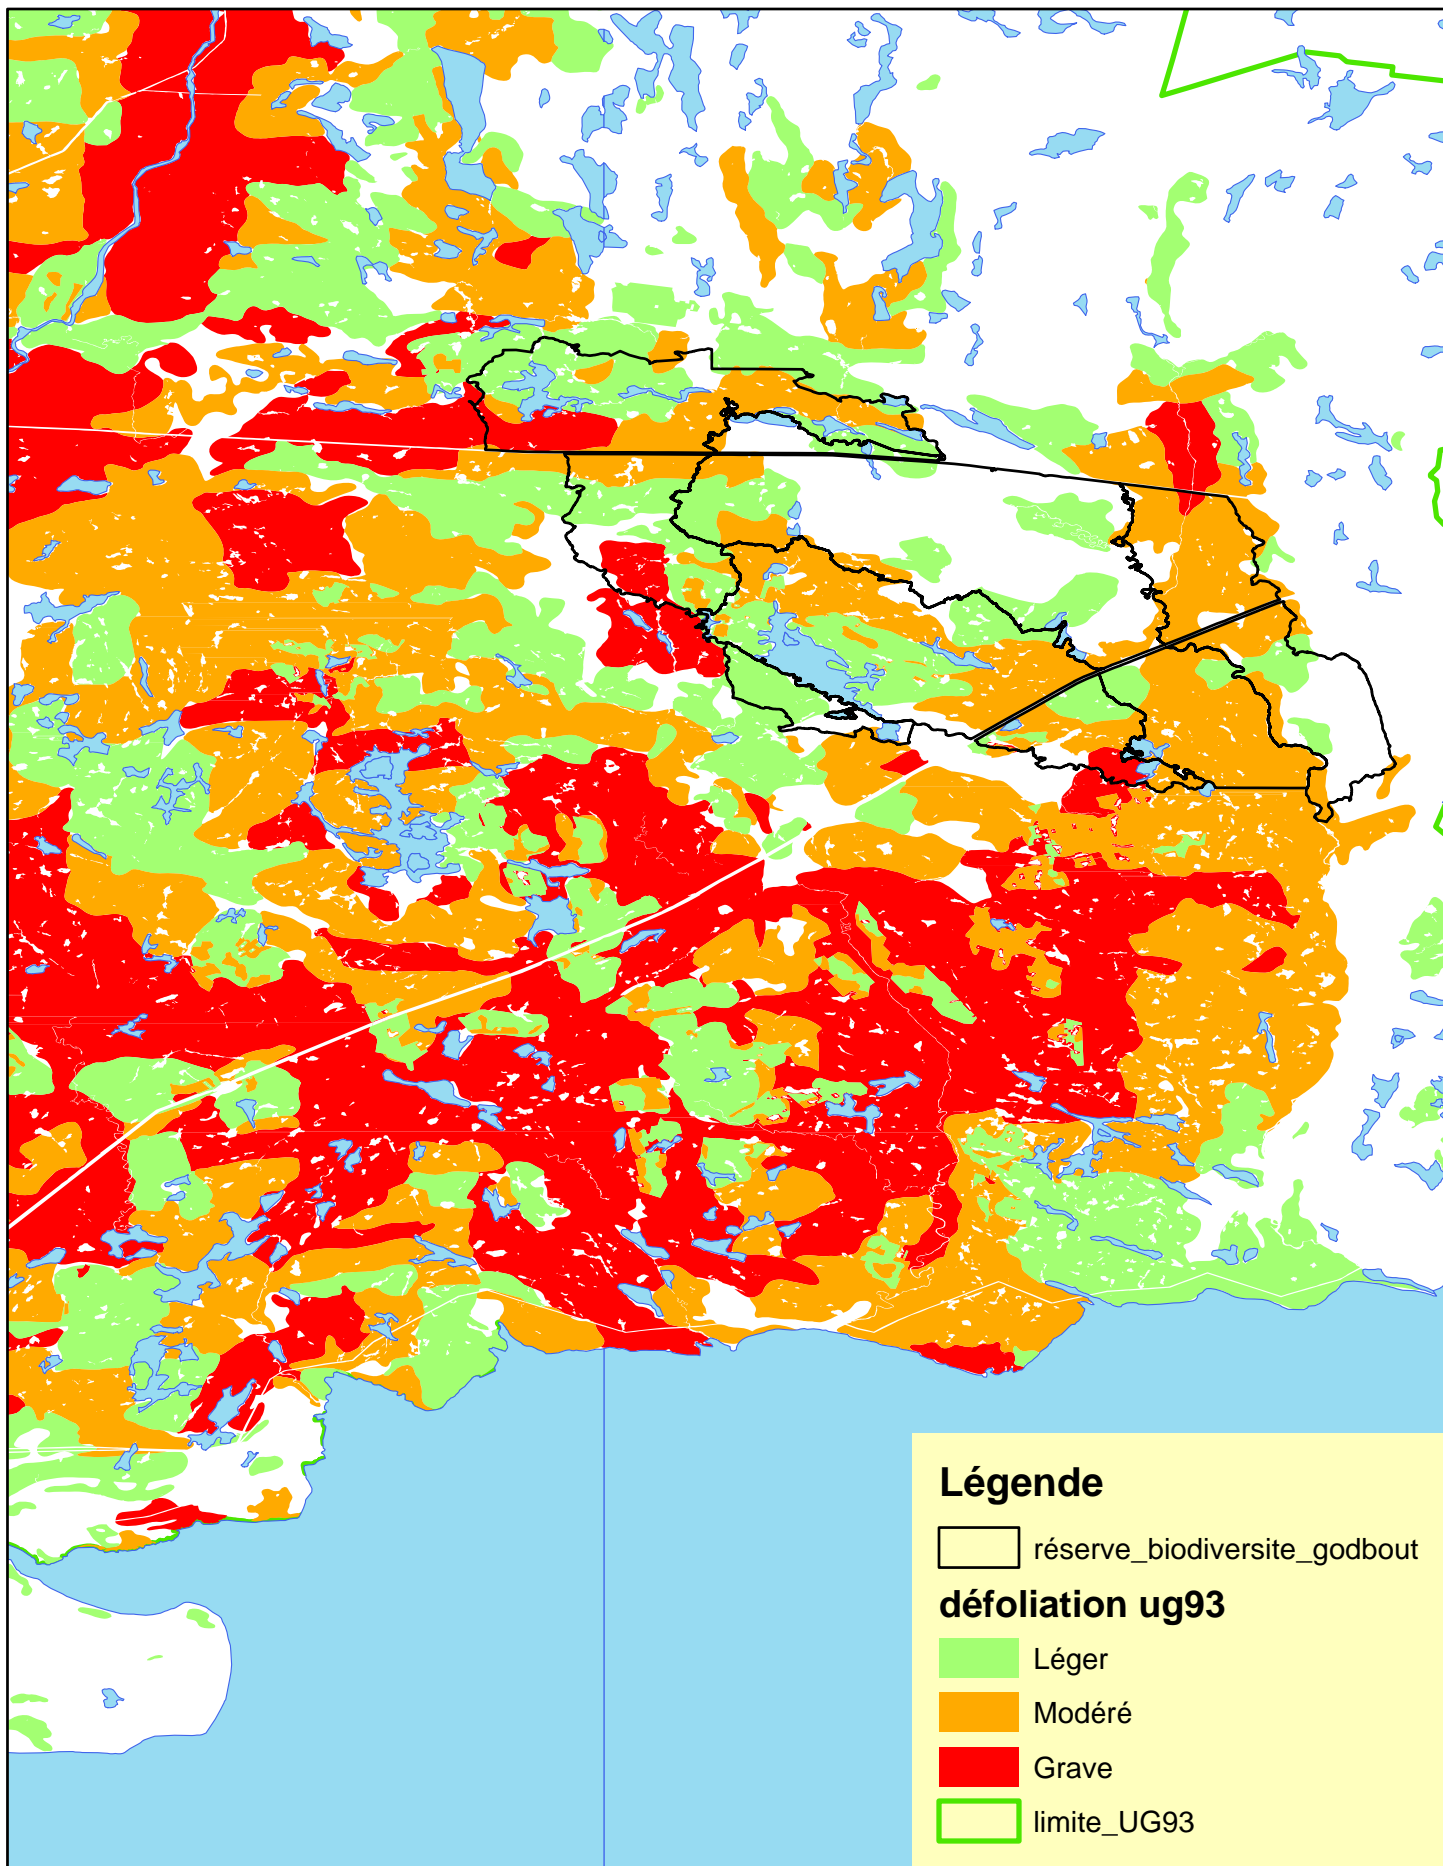 Légende
réserve_biodiversite_godbout
défoliation ug93
Léger
Modéré
Grave
limite_UG93